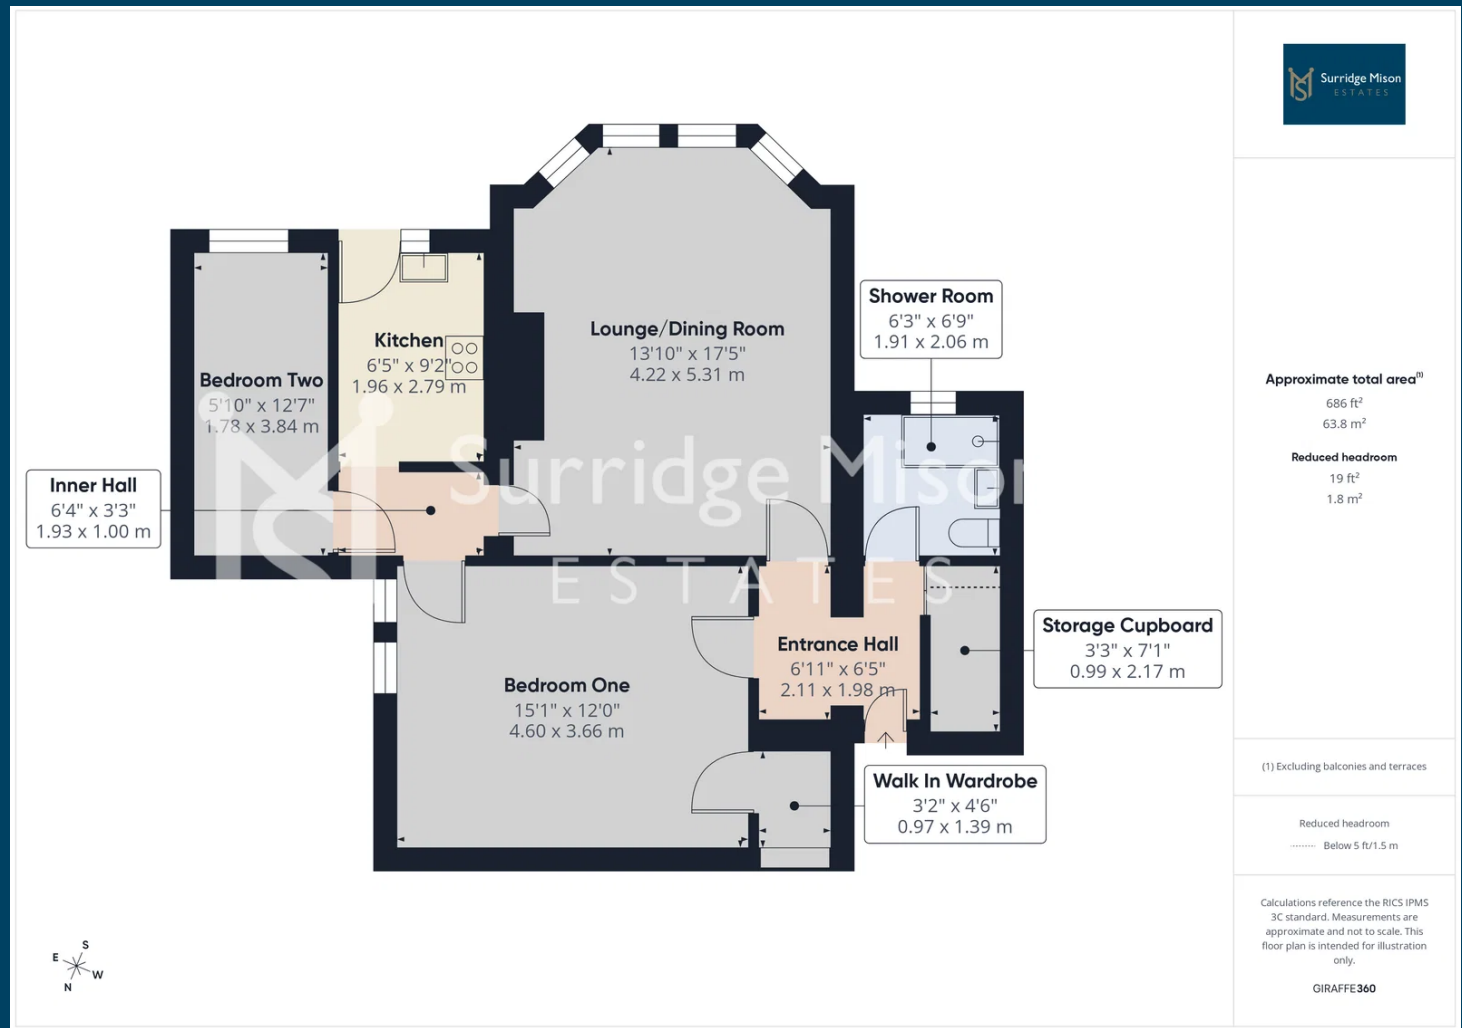 Surridge Mison
ESTATES
Shower Room
6'3" x 6'9"
1.91 x 2.06 m
Lounge/Dining Room
13'10" x 17'5"
4.22 x 5.31 m
Kitchen
6'5" x 9'2"
1.96 x 2.79 m
Bedroom Two
5'10" x 12'7"
1.78 x 3.84 m
Surridge Mison
ESTATES
Inner Hall
6'4" x 3'3"
1.93 x 1.00 m
Entrance Hall
6'11" x 6'5"
2.11 x 1.98 m
Storage Cupboard
3'3" x 7'1"
0.99 x 2.17 m
Bedroom One
15'1" x 12'0"
4.60 x 3.66 m
Walk In Wardrobe
3'2" x 4'6"
0.97 x 1.39 m
S
E
W
N
Approximate total area(1)
686 ft²
63.8 m²
Reduced headroom
19 ft²
1.8 m²
(1) Excluding balconies and terraces
Reduced headroom
Below 5 ft/1.5 m
Calculations reference the RICS IPMS
3C standard. Measurements are
approximate and not to scale. This
floor plan is intended for illustration
only.
GIRAFFE360